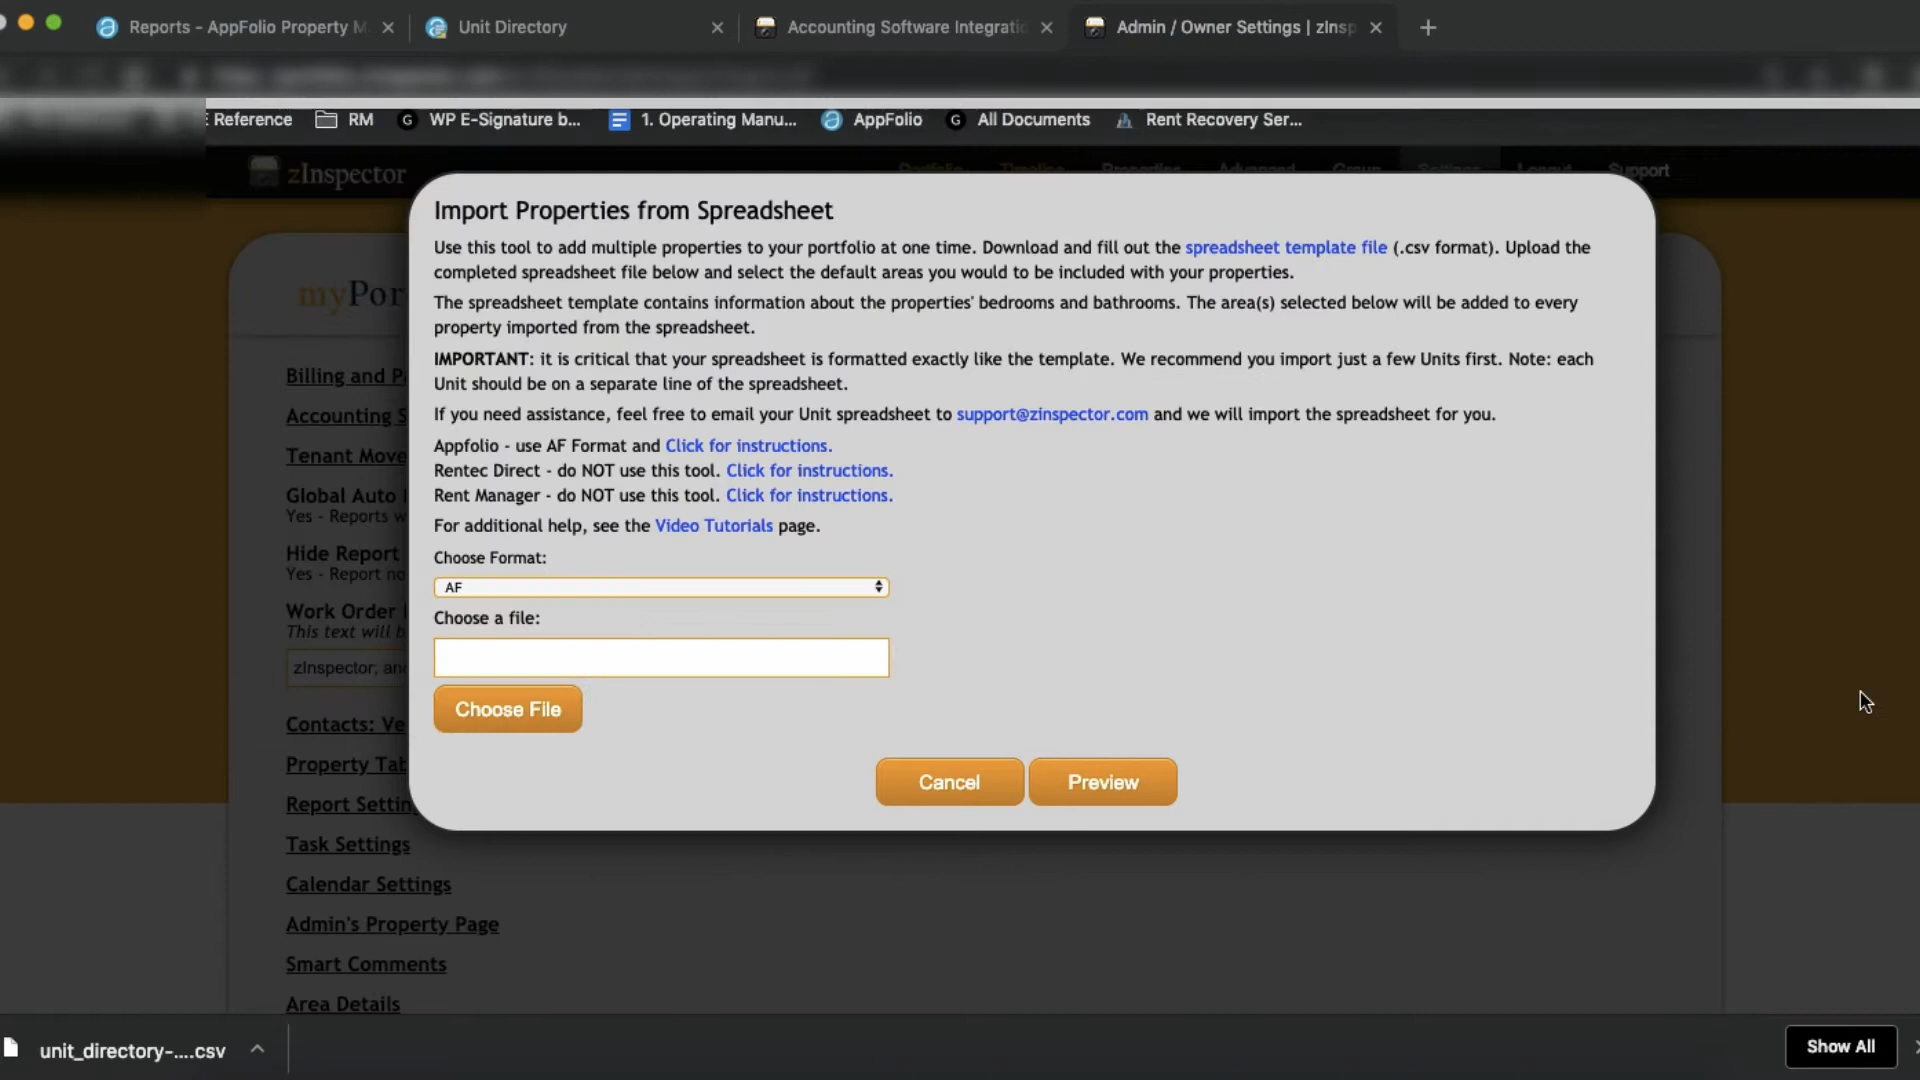 Reports - AppFolio Property M
Unit Directory
Accounting Software Integrati
Admin / Owner Settings | zInsp
Reference
RM
WP E-Signature b...
1. Operating Manu...
AppFolio
All Documents
Rent Recovery Ser...
zInspector
Portfolio
Timeline
Properties
Advanced
Group
Settings
Logout
Support
myPor
Import Properties from Spreadsheet
Use this tool to add multiple properties to your portfolio at one time. Download and fill out the spreadsheet template file (.csv format). Upload the
completed spreadsheet file below and select the default areas you would to be included with your properties.
The spreadsheet template contains information about the properties' bedrooms and bathrooms. The area(s) selected below will be added to every
property imported from the spreadsheet.
IMPORTANT: it is critical that your spreadsheet is formatted exactly like the template. We recommend you import just a few Units first. Note: each
Unit should be on a separate line of the spreadsheet.
If you need assistance, feel free to email your Unit spreadsheet to support@zinspector.com and we will import the spreadsheet for you.
Appfolio - use AF Format and Click for instructions.
Rentec Direct - do NOT use this tool. Click for instructions.
Rent Manager - do NOT use this tool. Click for instructions.
For additional help, see the Video Tutorials page.
Choose Format:
AF
Choose a file:
Choose File
Cancel
Preview
Billing and P
Accounting S
Tenant Move
Global Auto
Yes - Reports w
Hide Report
Yes - Report no
Work Order
This text will b
zInspector; and
Contacts: Ve
Property Tab
Report Settin
Task Settings
Calendar Settings
Admin's Property Page
Smart Comments
Area Details
unit_directory-....csv
Show All